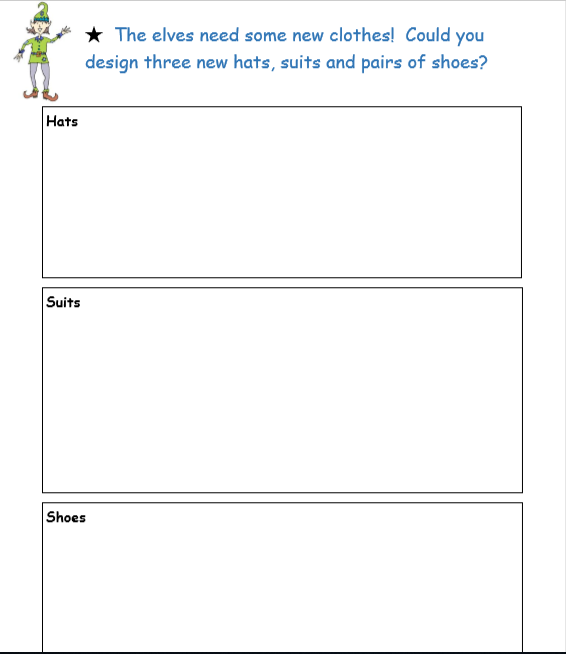 ★ The elves need some new clothes! Could you
design three new hats, suits and pairs of shoes?
Hats
Suits
Shoes